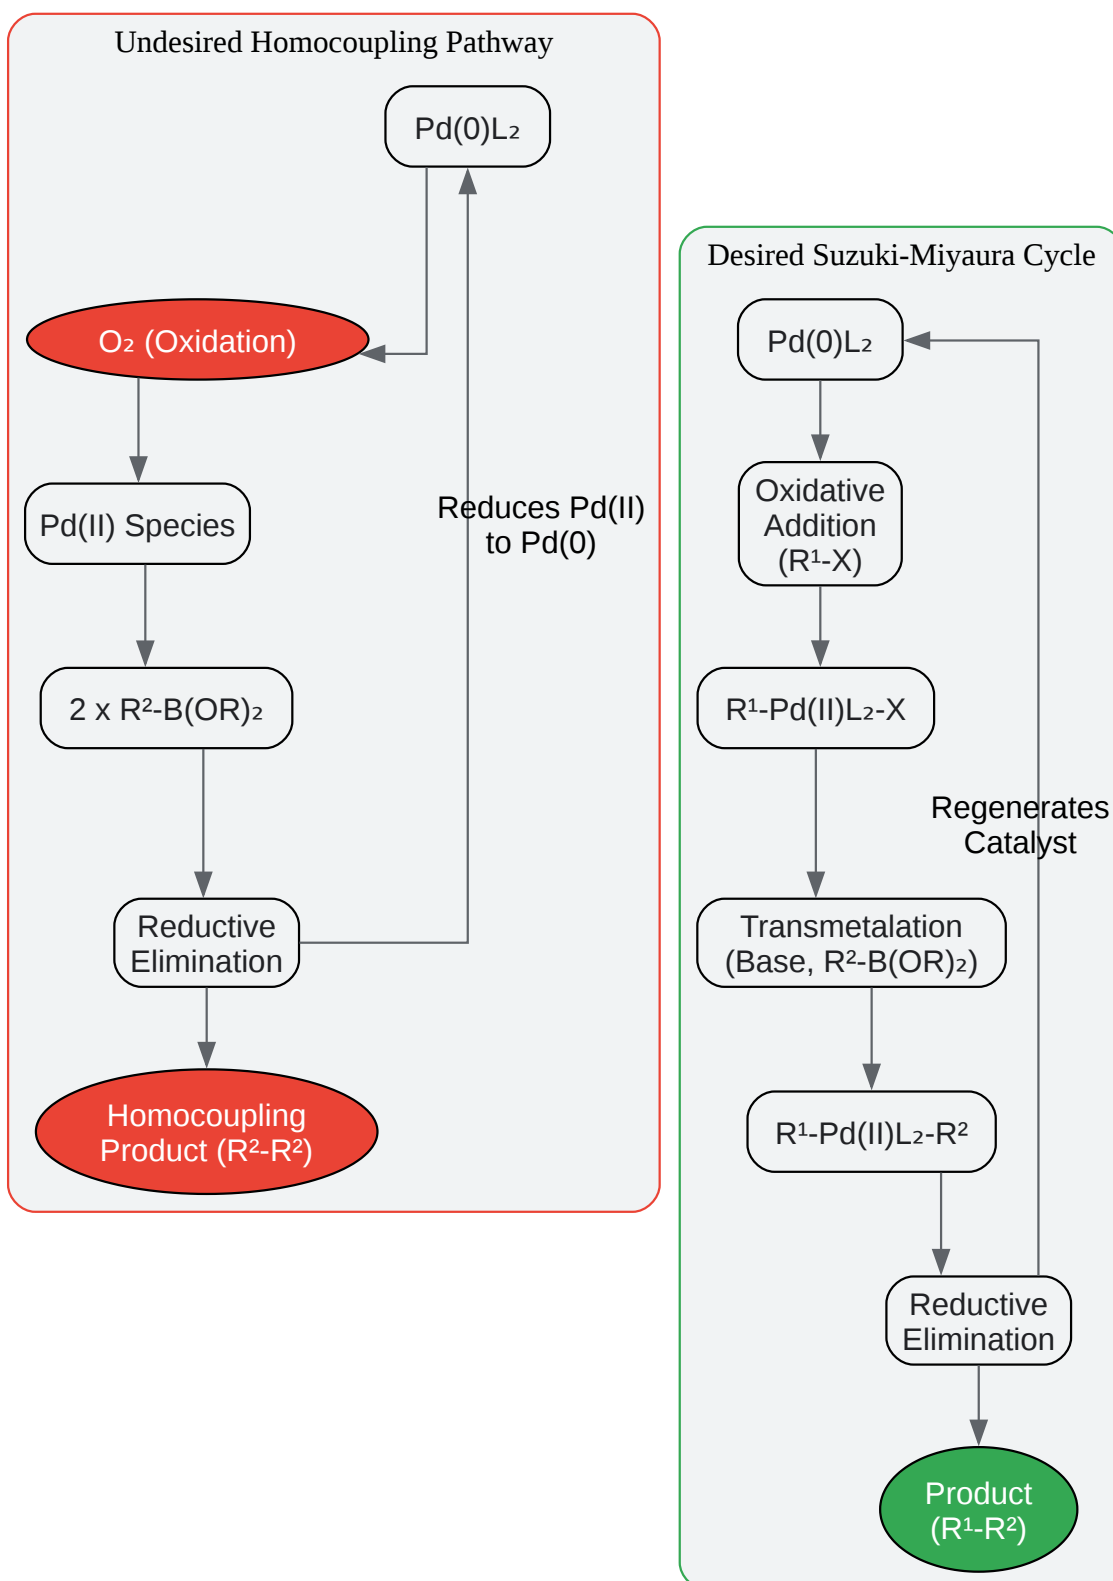 Undesired Homocoupling Pathway
Pd(0)L₂
O₂ (Oxidation)
Pd(II) Species
Reduces Pd(II)
to Pd(0)
2 x R²-B(OR)₂
Reductive
Elimination
Homocoupling
Product (R²-R²)
Desired Suzuki-Miyaura Cycle
Pd(0)L₂
Oxidative
Addition
(R¹-X)
R¹-Pd(II)L₂-X
Regenerates
Catalyst
Transmetalation
(Base, R²-B(OR)₂)
R¹-Pd(II)L₂-R²
Reductive
Elimination
Product
(R¹-R²)